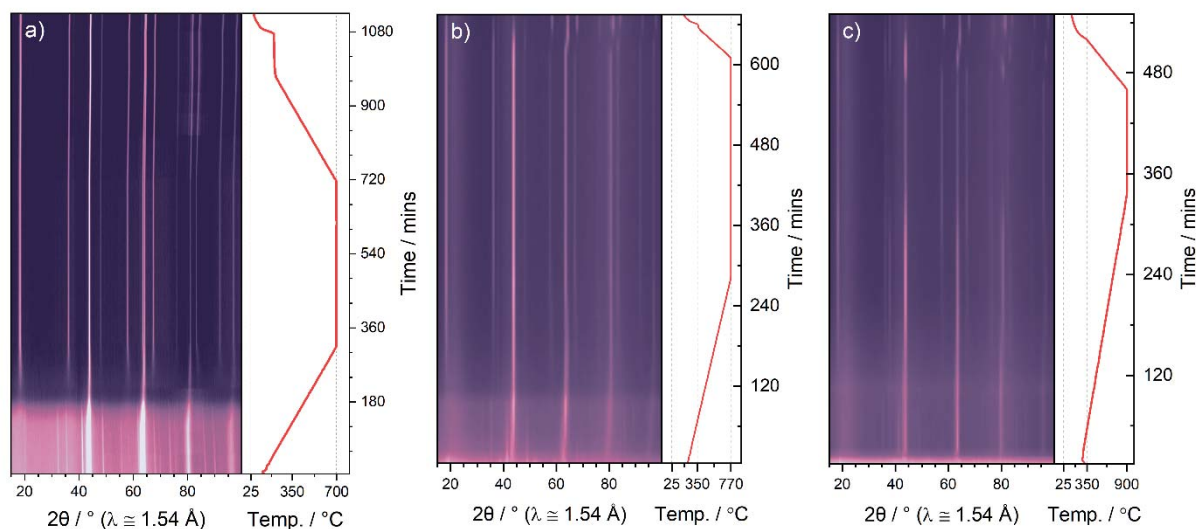 a)
1080
900
720
540
360
180
Time / mins
20 40 60 80
25 350 700
2θ / ° (λ ≅ 1.54 Å)
Temp. / °C
b)
600
480
360
240
120
Time / mins
20 40 60 80
25 350 770
2θ / ° (λ ≅ 1.54 Å)
Temp. / °C
c)
480
360
240
120
Time / mins
20 40 60 80
25 350 900
2θ / ° (λ ≅ 1.54 Å)
Temp. / °C